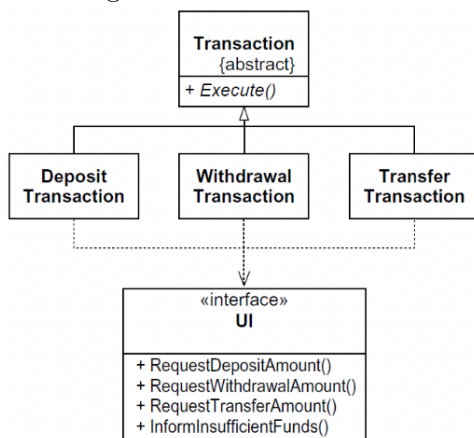 Transaction
{abstract}
+ Execute()
Deposit
Transaction
Withdrawal
Transaction
Transfer
Transaction
«interface»
UI
+ RequestDepositAmount()
+ RequestWithdrawalAmount()
+ RequestTransferAmount()
+ InformInsufficientFunds()